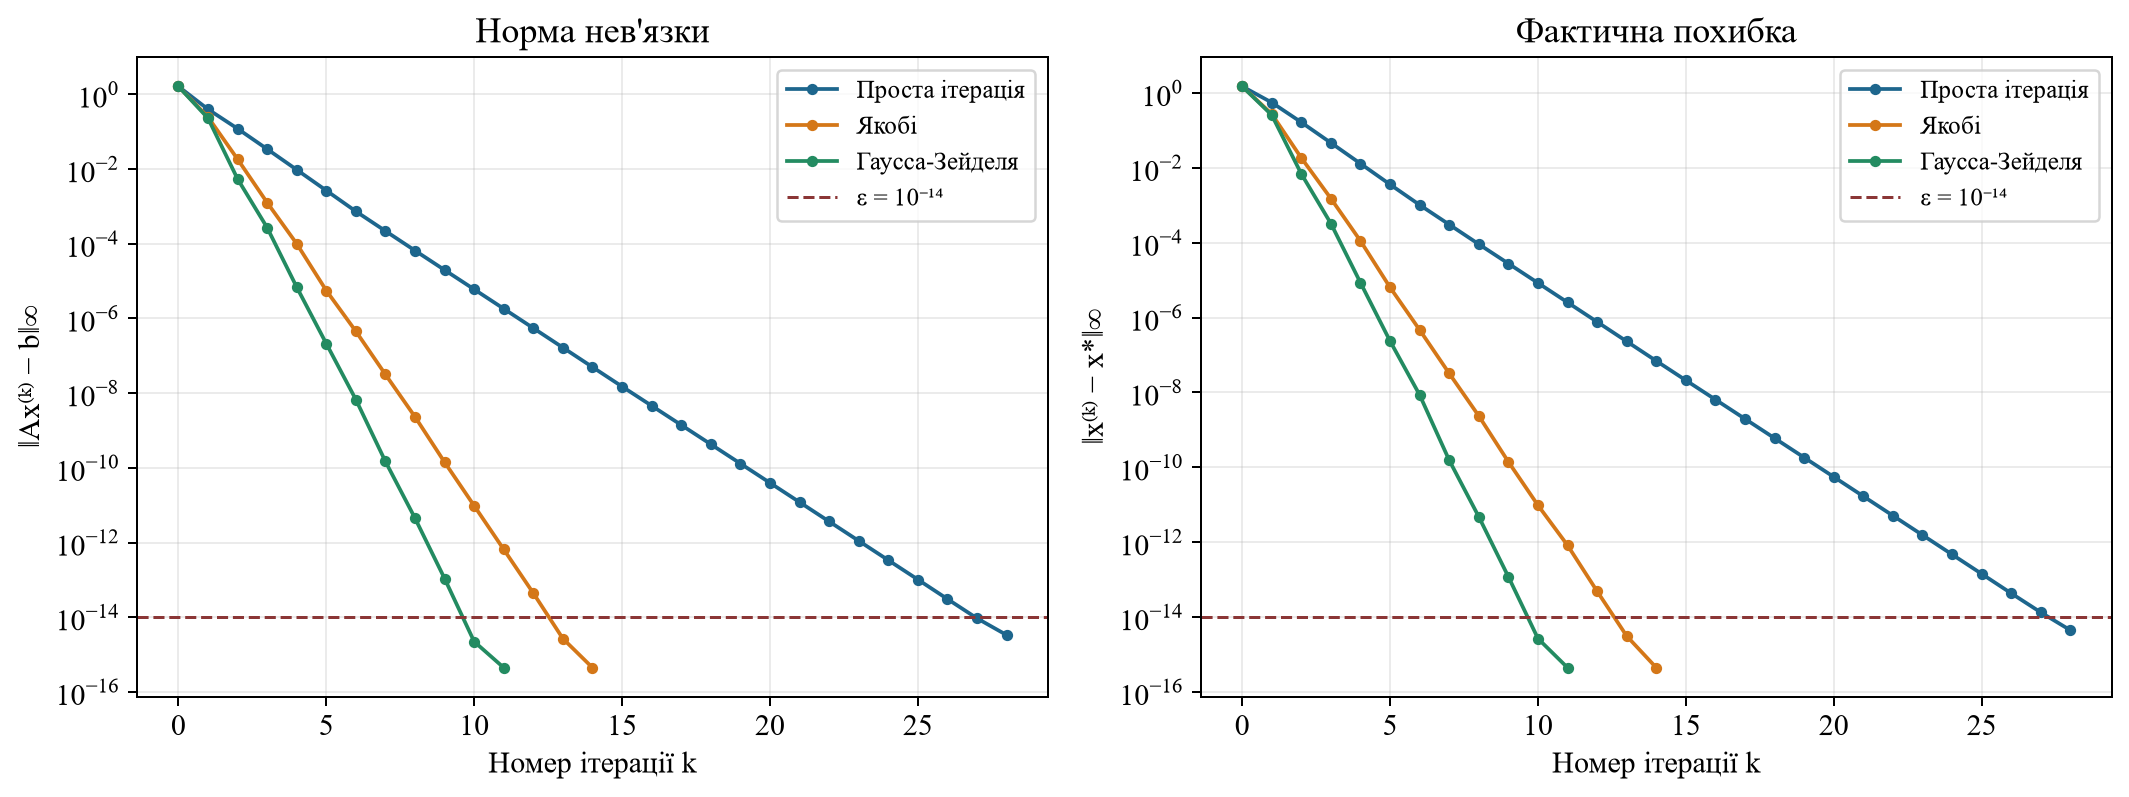 Норма нев'язки
‖Ax⁽ᵏ⁾ − b‖∞
10⁰
10⁻²
10⁻⁴
10⁻⁶
10⁻⁸
10⁻¹⁰
10⁻¹²
10⁻¹⁴
10⁻¹⁶
Проста ітерація
Якобі
Гаусса-Зейделя
ε = 10⁻¹⁴
0 5 10 15 20 25
Номер ітерації k
Фактична похибка
‖x⁽ᵏ⁾ − x*‖∞
10⁰
10⁻²
10⁻⁴
10⁻⁶
10⁻⁸
10⁻¹⁰
10⁻¹²
10⁻¹⁴
10⁻¹⁶
Проста ітерація
Якобі
Гаусса-Зейделя
ε = 10⁻¹⁴
0 5 10 15 20 25
Номер ітерації k